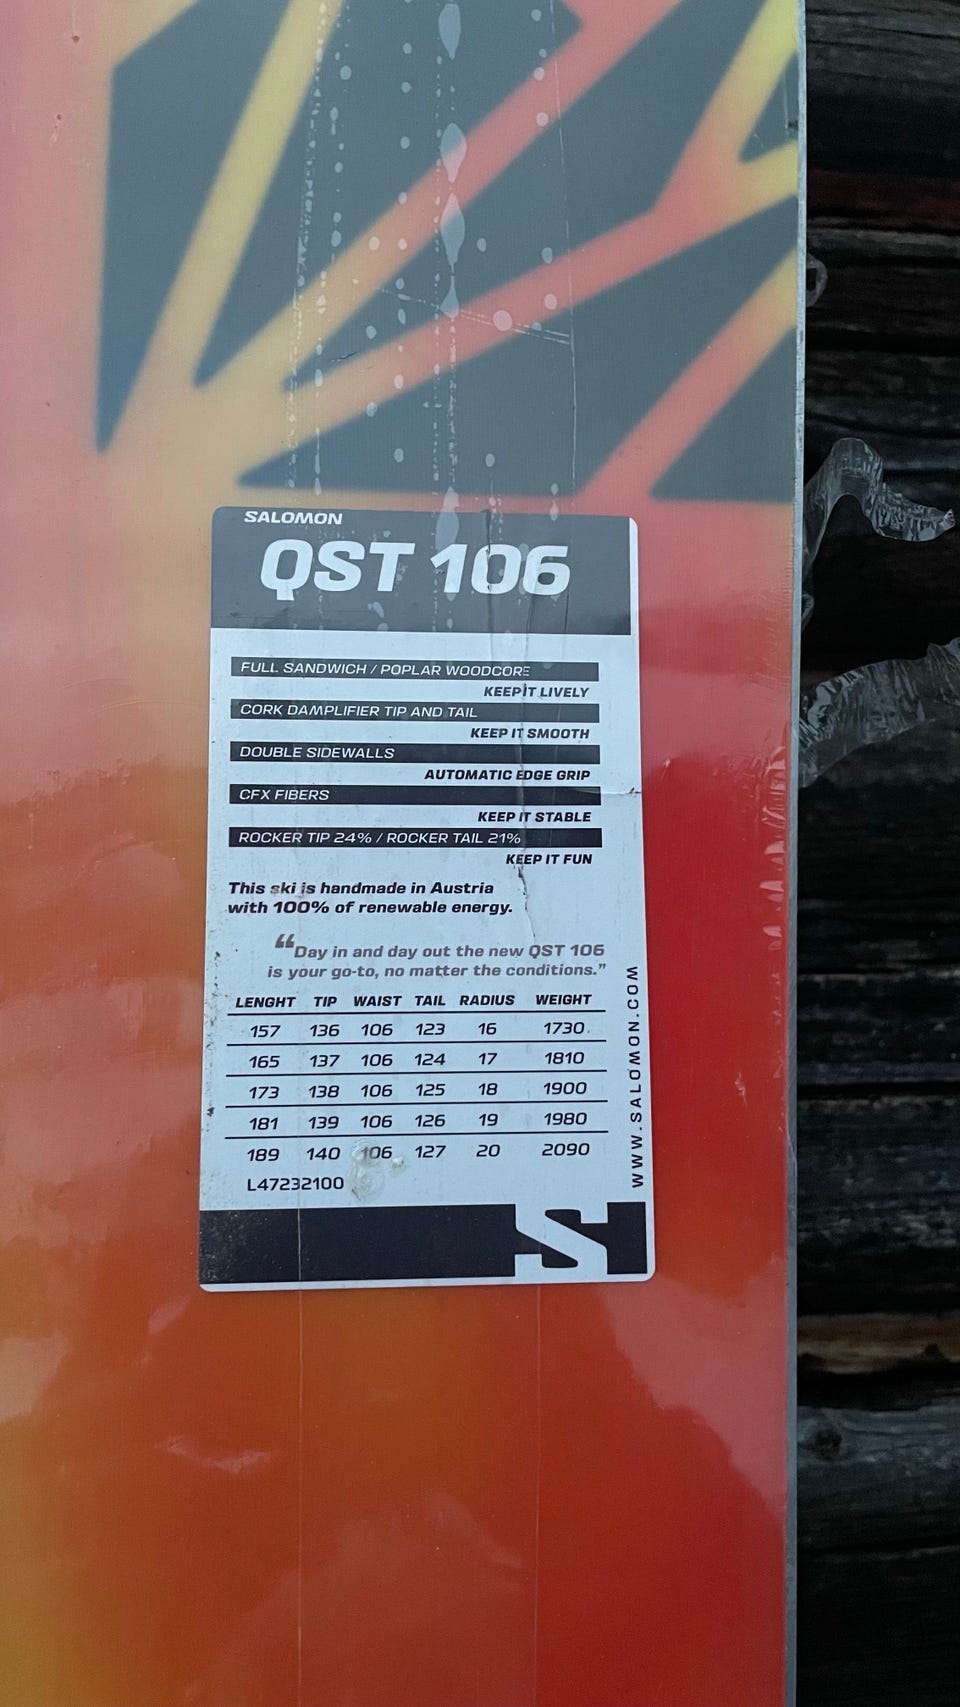 SALOMON
QST 106
FULL SANDWICH / POPLAR WOODCORE
KEEP IT LIVELY
CORK DAMPLIFIER TIP AND TAIL
KEEP IT SMOOTH
DOUBLE SIDEWALLS
AUTOMATIC EDGE GRIP
CFX FIBERS
KEEP IT STABLE
ROCKER TIP 24% / ROCKER TAIL 21%
KEEP IT FUN
This ski is handmade in Austria
with 100% of renewable energy.
“Day in and day out the new QST 106
is your go-to, no matter the conditions.”
LENGHT TIP WAIST TAIL RADIUS WEIGHT
157 136 106 123 16 1730
165 137 106 124 17 1810
173 138 106 125 18 1900
181 139 106 126 19 1980
189 140 106 127 20 2090
L47232100
WWW.SALOMON.COM